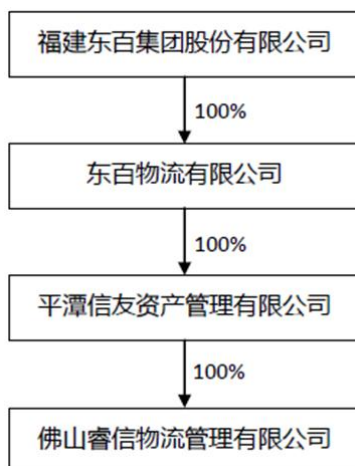 福建东百集团股份有限公司
100%
东百物流有限公司
100%
平潭信友资产管理有限公司
100%
佛山睿信物流管理有限公司